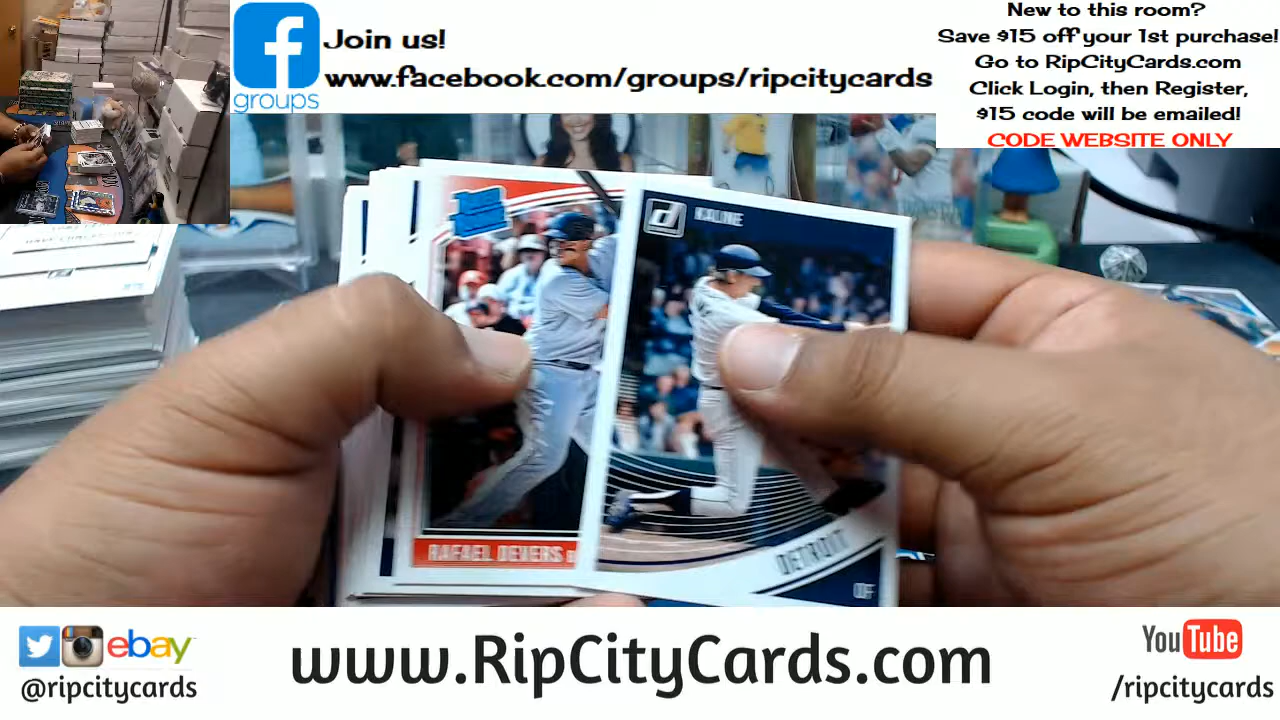 Join us!
www.facebook.com/groups/ripcitycards
groups
New to this room?
Save $15 off your 1st purchase!
Go to RipCityCards.com
Click Login, then Register,
$15 code will be emailed!
CODE WEBSITE ONLY
KALINE
RAFAEL DEVERS
DETROIT
OF
ebay
@ripcitycards
www.RipCityCards.com
YouTube
/ripcitycards